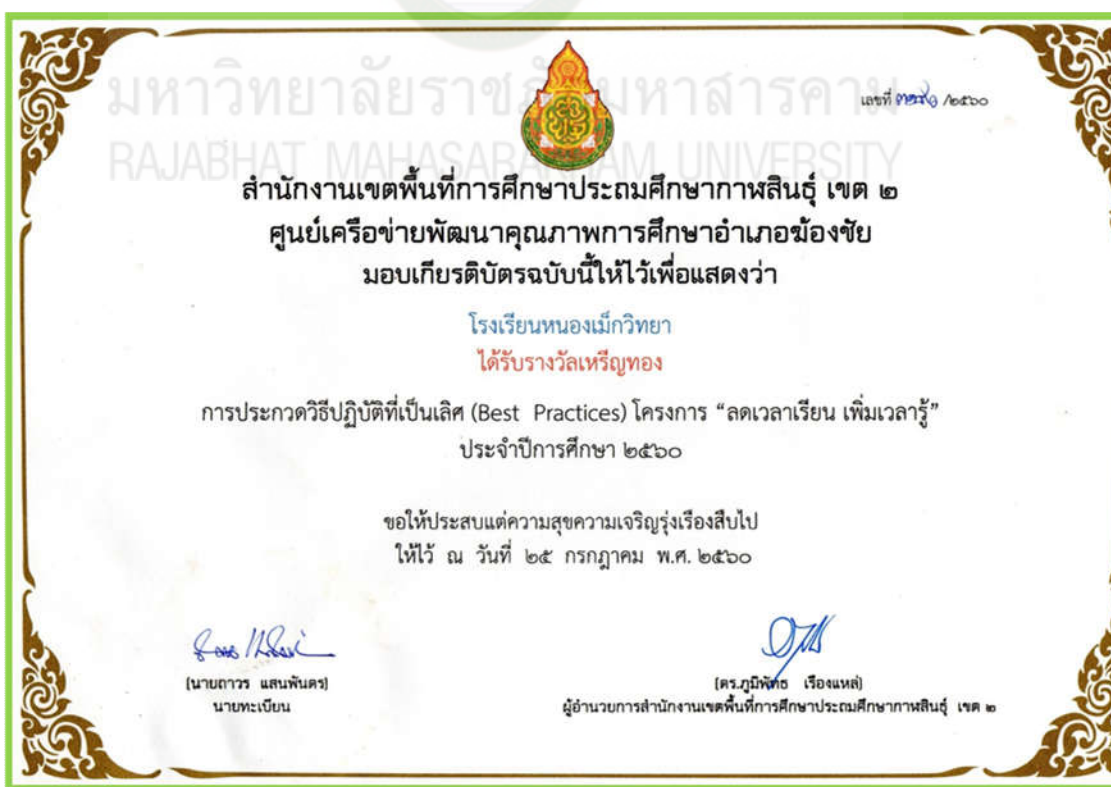 มหาวิทยาลัยราชภัฏมหาสารคาม
RAJABHAT MAHASARAKHAM UNIVERSITY
เลขที่ /๒๕๖๐
สำนักงานเขตพื้นที่การศึกษาประถมศึกษากาฬสินธุ์ เขต ๒
ศูนย์เครือข่ายพัฒนาคุณภาพการศึกษาอำเภอฆ้องชัย
มอบเกียรติบัตรฉบับนี้ให้ไว้เพื่อแสดงว่า
โรงเรียนหนองเม็กวิทยา
ได้รับรางวัลเหรีญทอง
การประกวดวิธีปฏิบัติที่เป็นเลิศ (Best Practices) โครงการ “ลดเวลาเรียน เพิ่มเวลารู้”
ประจำปีการศึกษา ๒๕๖๐
ขอให้ประสบแต่ความสุขความเจริญรุ่งเรืองสืบไป
ให้ไว้ ณ วันที่ ๒๕ กรกฎาคม พ.ศ. ๒๕๖๐
(นายถาวร แสนพันดร)
นายทะเบียน
(ดร.ภูมิพัทธ เรืองแหล่)
ผู้อำนวยการสำนักงานเขตพื้นที่การศึกษาประถมศึกษากาฬสินธุ์ เขต ๒